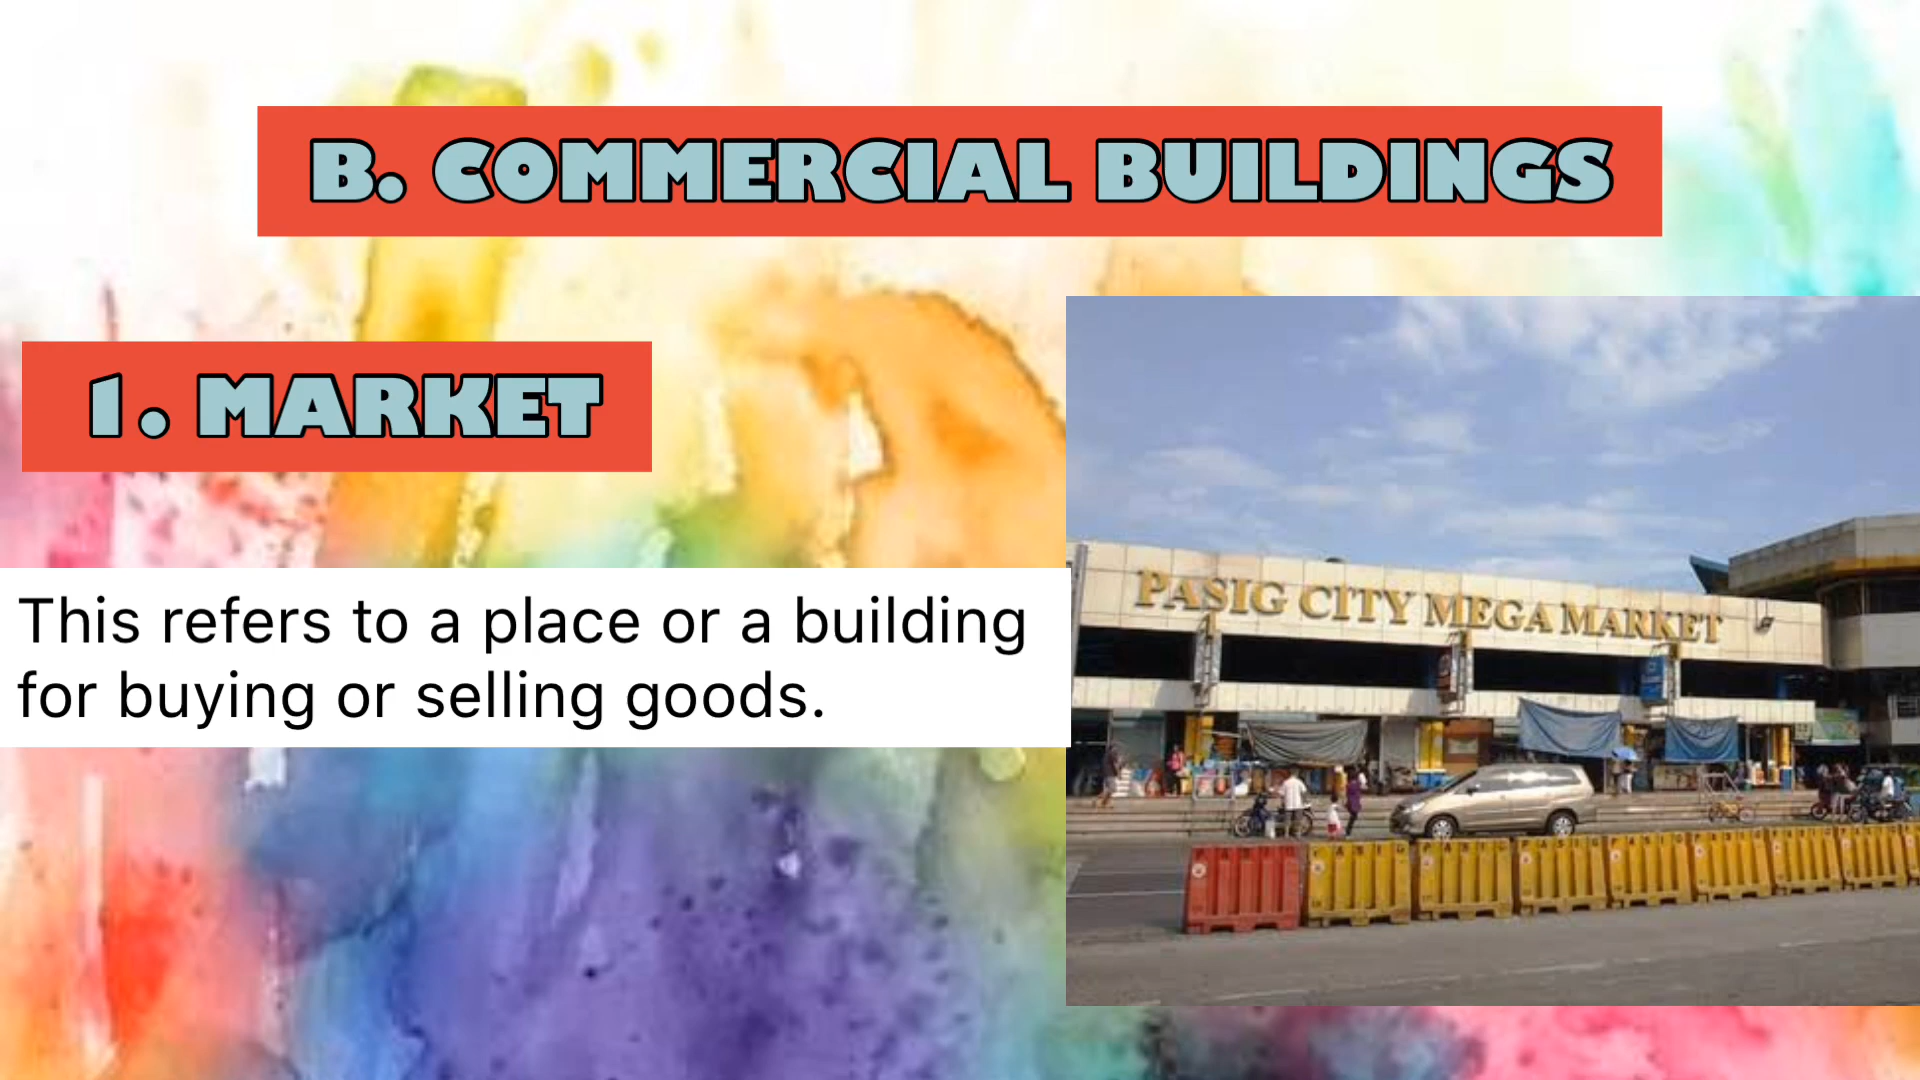 B. COMMERCIAL BUILDINGS
1. MARKET
This refers to a place or a building
for buying or selling goods.
PASIG CITY MEGA MARKET